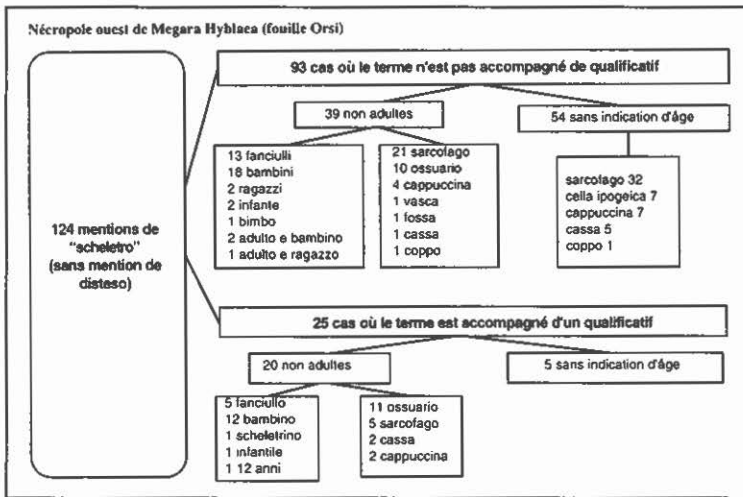 Nécropole ouest de Megara Hyblaea (fouille Orsi)
124 mentions de
"scheletro"
(sans mention de
disteso)
93 cas où le terme n'est pas accompagné de qualificatif
39 non adultes
54 sans indication d'âge
13 fanciulli
18 bambini
2 ragazzi
2 infante
1 bimbo
2 adulto e bambino
1 adulto e ragazzo
21 sarcofago
10 ossuario
4 cappuccina
1 vasca
1 fossa
1 cassa
1 coppo
sarcofago 32
cella ipogeica 7
cappuccina 7
cassa 5
coppo 1
25 cas où le terme est accompagné d'un qualificatif
20 non adultes
5 sans indication d'âge
5 fanciullo
12 bambino
1 scheletrino
1 infantile
1 12 anni
11 ossuario
5 sarcofago
2 cassa
2 cappuccina